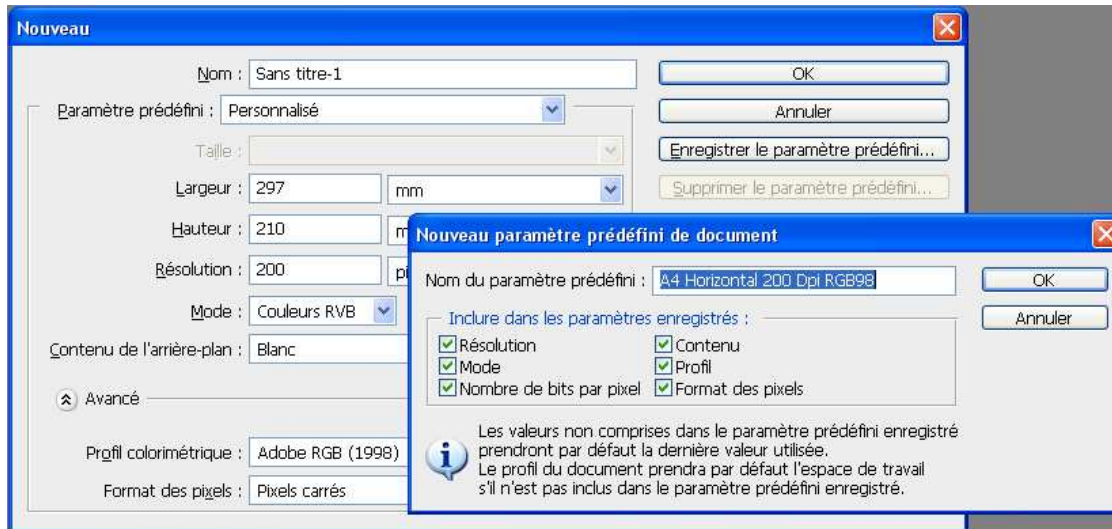 Nouveau
Nom : Sans titre-1
OK
Paramètre prédéfini : Personnalisé
Annuler
Taille :
Enregistrer le paramètre prédéfini...
Largeur : 297 mm
Supprimer le paramètre prédéfini...
Hauteur : 210
Résolution : 200
Mode : Couleurs RVB
Contenu de l'arrière-plan : Blanc
Avancé
Profil colorimétrique : Adobe RGB (1998)
Format des pixels : Pixels carrés
Nouveau paramètre prédéfini de document
Nom du paramètre prédéfini : A4 Horizontal 200 Dpi RGB98
OK
Annuler
Inclure dans les paramètres enregistrés :
Résolution Contenu
Mode Profil
Nombre de bits par pixel Format des pixels
Les valeurs non comprises dans le paramètre prédéfini enregistré
prendront par défaut la dernière valeur utilisée.
Le profil du document prendra par défaut l'espace de travail
s'il n'est pas inclus dans le paramètre prédéfini enregistré.